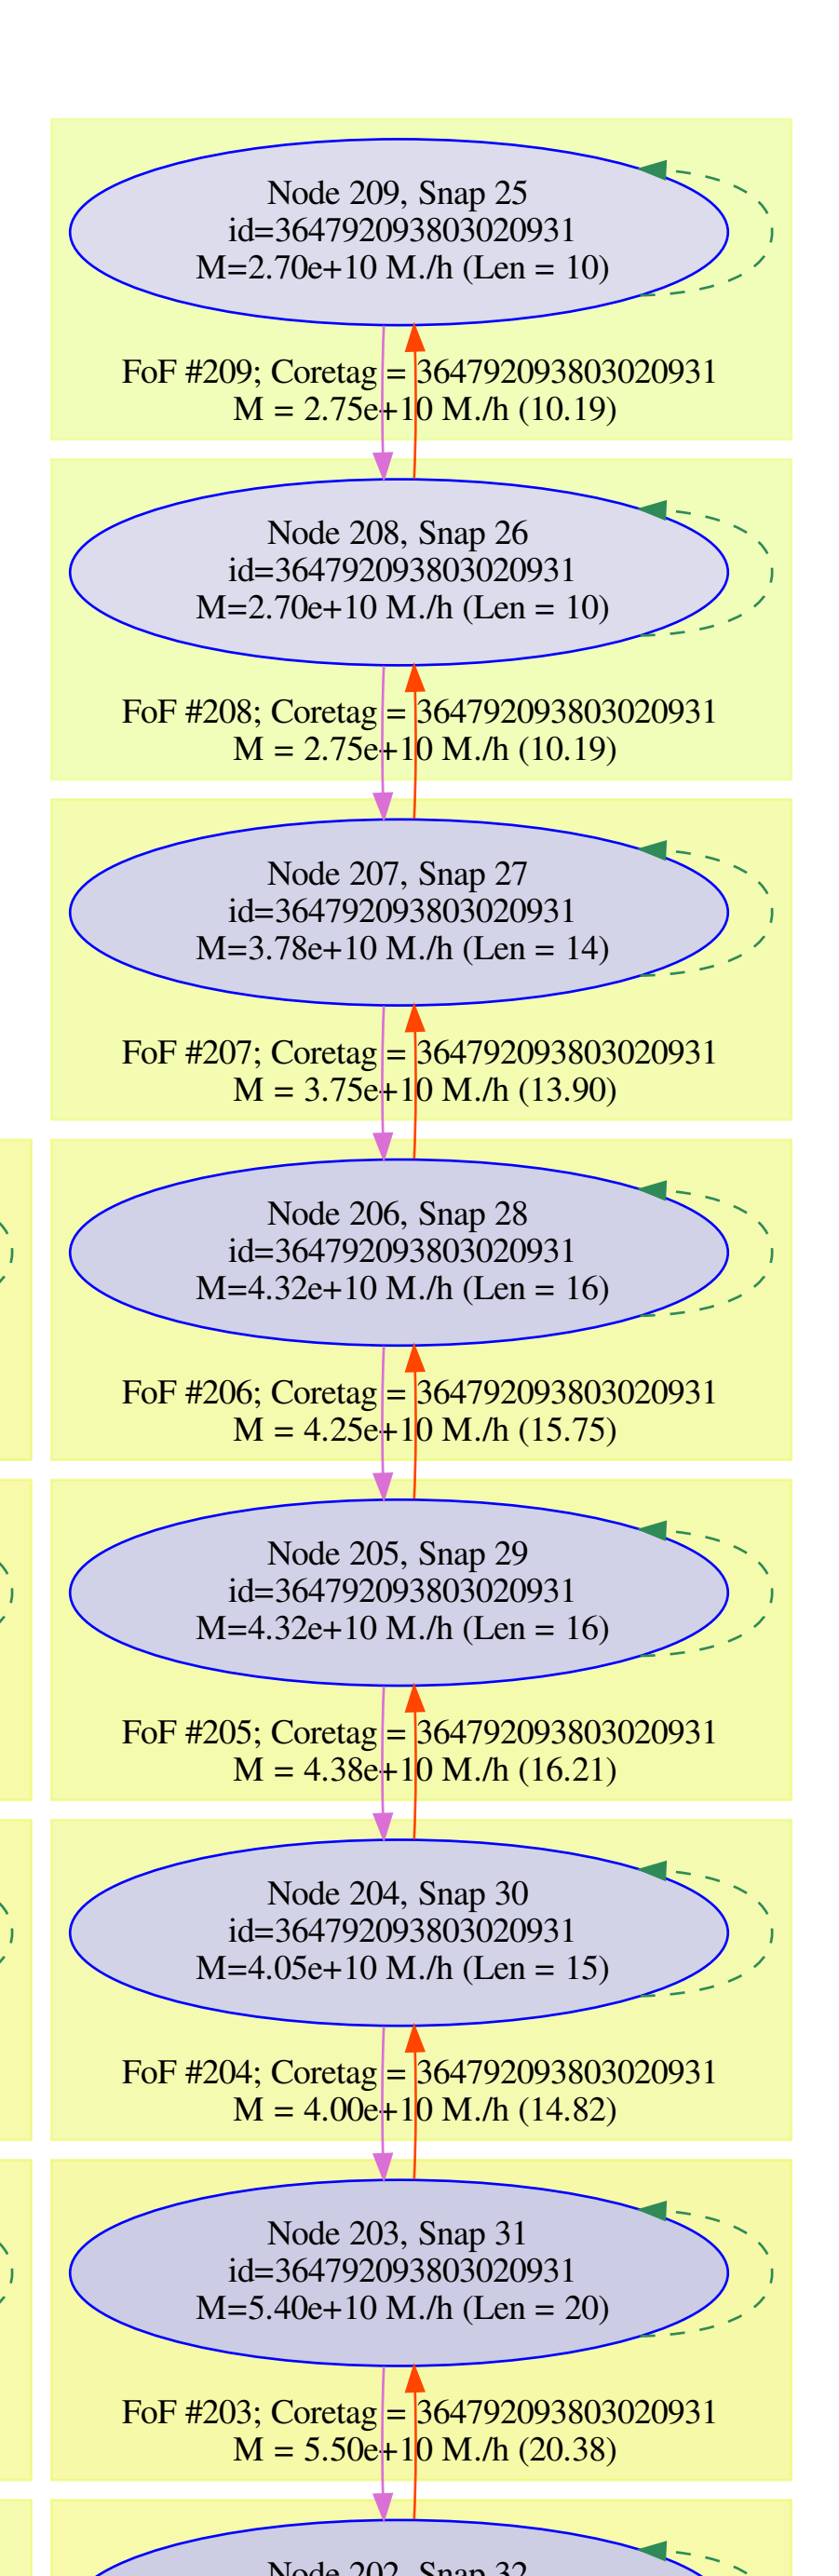 Node 209, Snap 25
id=364792093803020931
M=2.70e+10 M./h (Len = 10)
FoF #209; Coretag = 364792093803020931
M = 2.75e+10 M./h (10.19)
Node 208, Snap 26
id=364792093803020931
M=2.70e+10 M./h (Len = 10)
FoF #208; Coretag = 364792093803020931
M = 2.75e+10 M./h (10.19)
Node 207, Snap 27
id=364792093803020931
M=3.78e+10 M./h (Len = 14)
FoF #207; Coretag = 364792093803020931
M = 3.75e+10 M./h (13.90)
Node 206, Snap 28
id=364792093803020931
M=4.32e+10 M./h (Len = 16)
FoF #206; Coretag = 364792093803020931
M = 4.25e+10 M./h (15.75)
Node 205, Snap 29
id=364792093803020931
M=4.32e+10 M./h (Len = 16)
FoF #205; Coretag = 364792093803020931
M = 4.38e+10 M./h (16.21)
Node 204, Snap 30
id=364792093803020931
M=4.05e+10 M./h (Len = 15)
FoF #204; Coretag = 364792093803020931
M = 4.00e+10 M./h (14.82)
Node 203, Snap 31
id=364792093803020931
M=5.40e+10 M./h (Len = 20)
FoF #203; Coretag = 364792093803020931
M = 5.50e+10 M./h (20.38)
Node 202, Snap 32